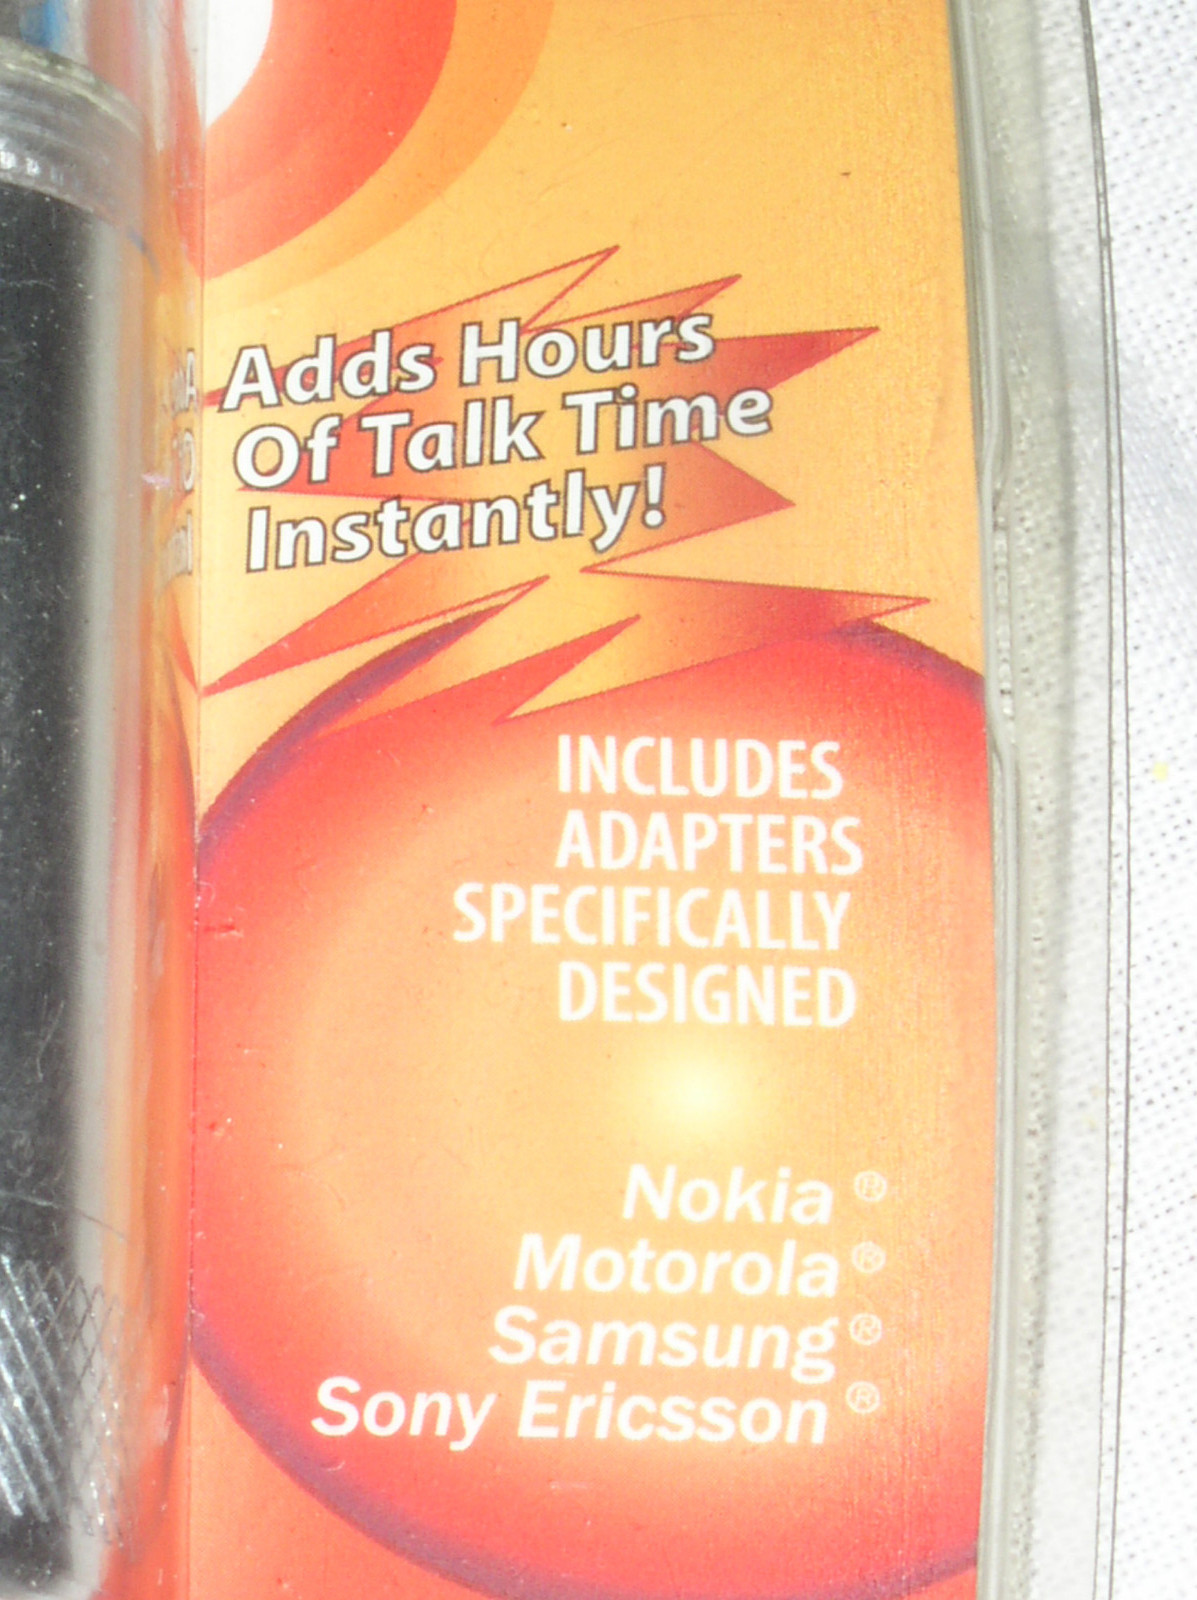 Adds Hours
Of Talk Time
Instantly!
INCLUDES
ADAPTERS
SPECIFICALLY
DESIGNED
Nokia ®
Motorola ®
Samsung ®
Sony Ericsson ®